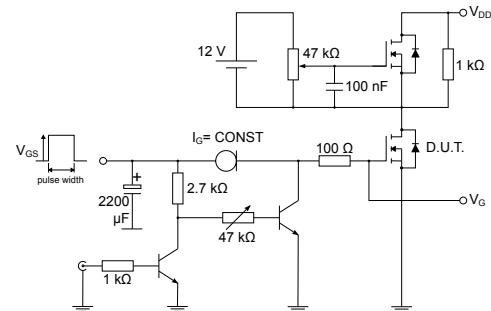 V_DD
12 V
47 kΩ
1 kΩ
100 nF
I_G= CONST
V_GS
100 Ω
D.U.T.
pulse width
+
2.7 kΩ
2200
μF
V_G
47 kΩ
1 kΩ